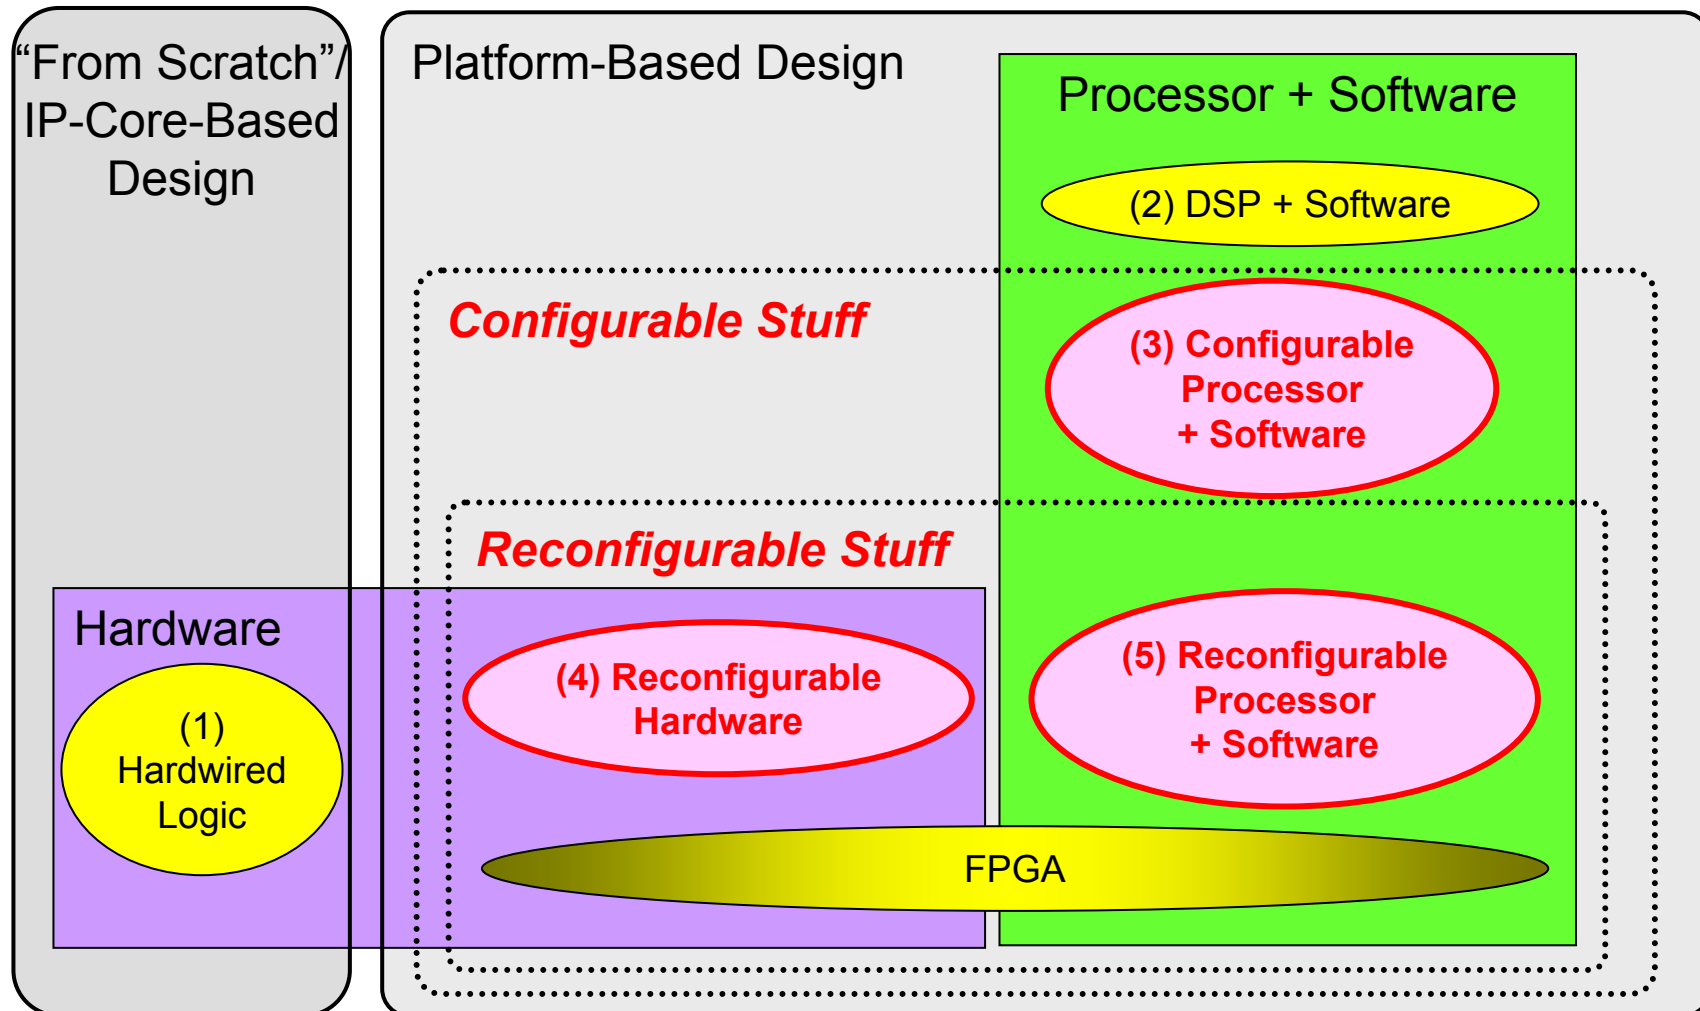 “From Scratch”/
IP-Core-Based
Design
Platform-Based Design
Processor + Software
(2) DSP + Software
Configurable Stuff
(3) Configurable
Processor
+ Software
Reconfigurable Stuff
Hardware
(1)
Hardwired
Logic
(4) Reconfigurable
Hardware
(5) Reconfigurable
Processor
+ Software
FPGA